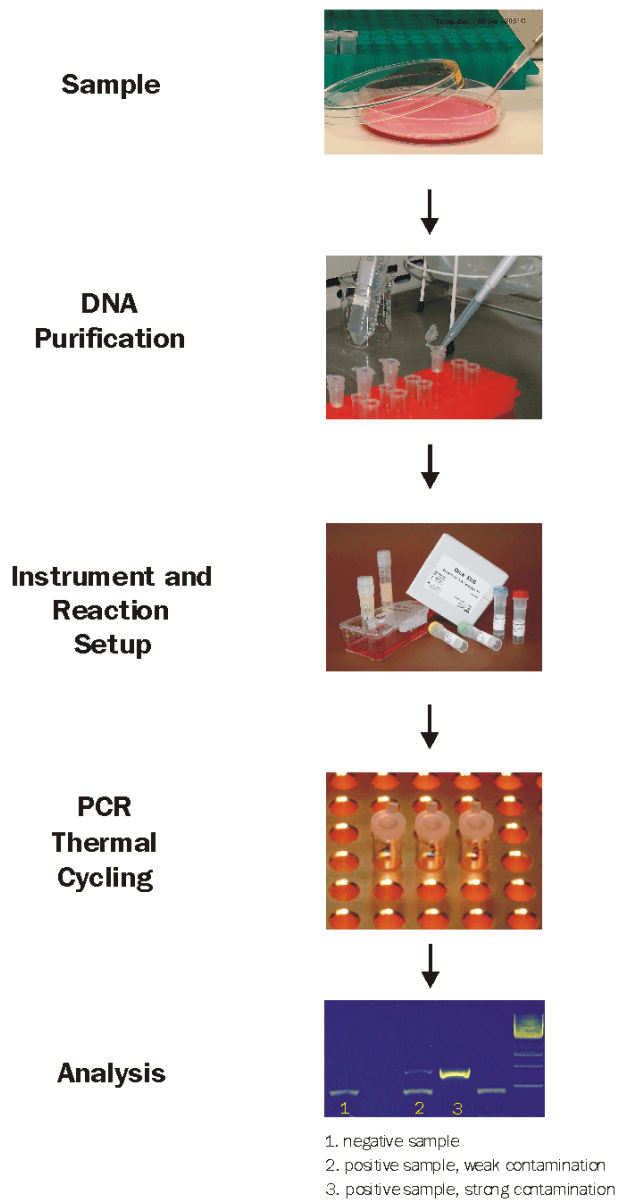 Sample
DNA
Purification
Instrument and
Reaction
Setup
PCR
Thermal
Cycling
Analysis
1 2 3
1. negative sample
2. positive sample, weak contamination
3. positive sample, strong contamination